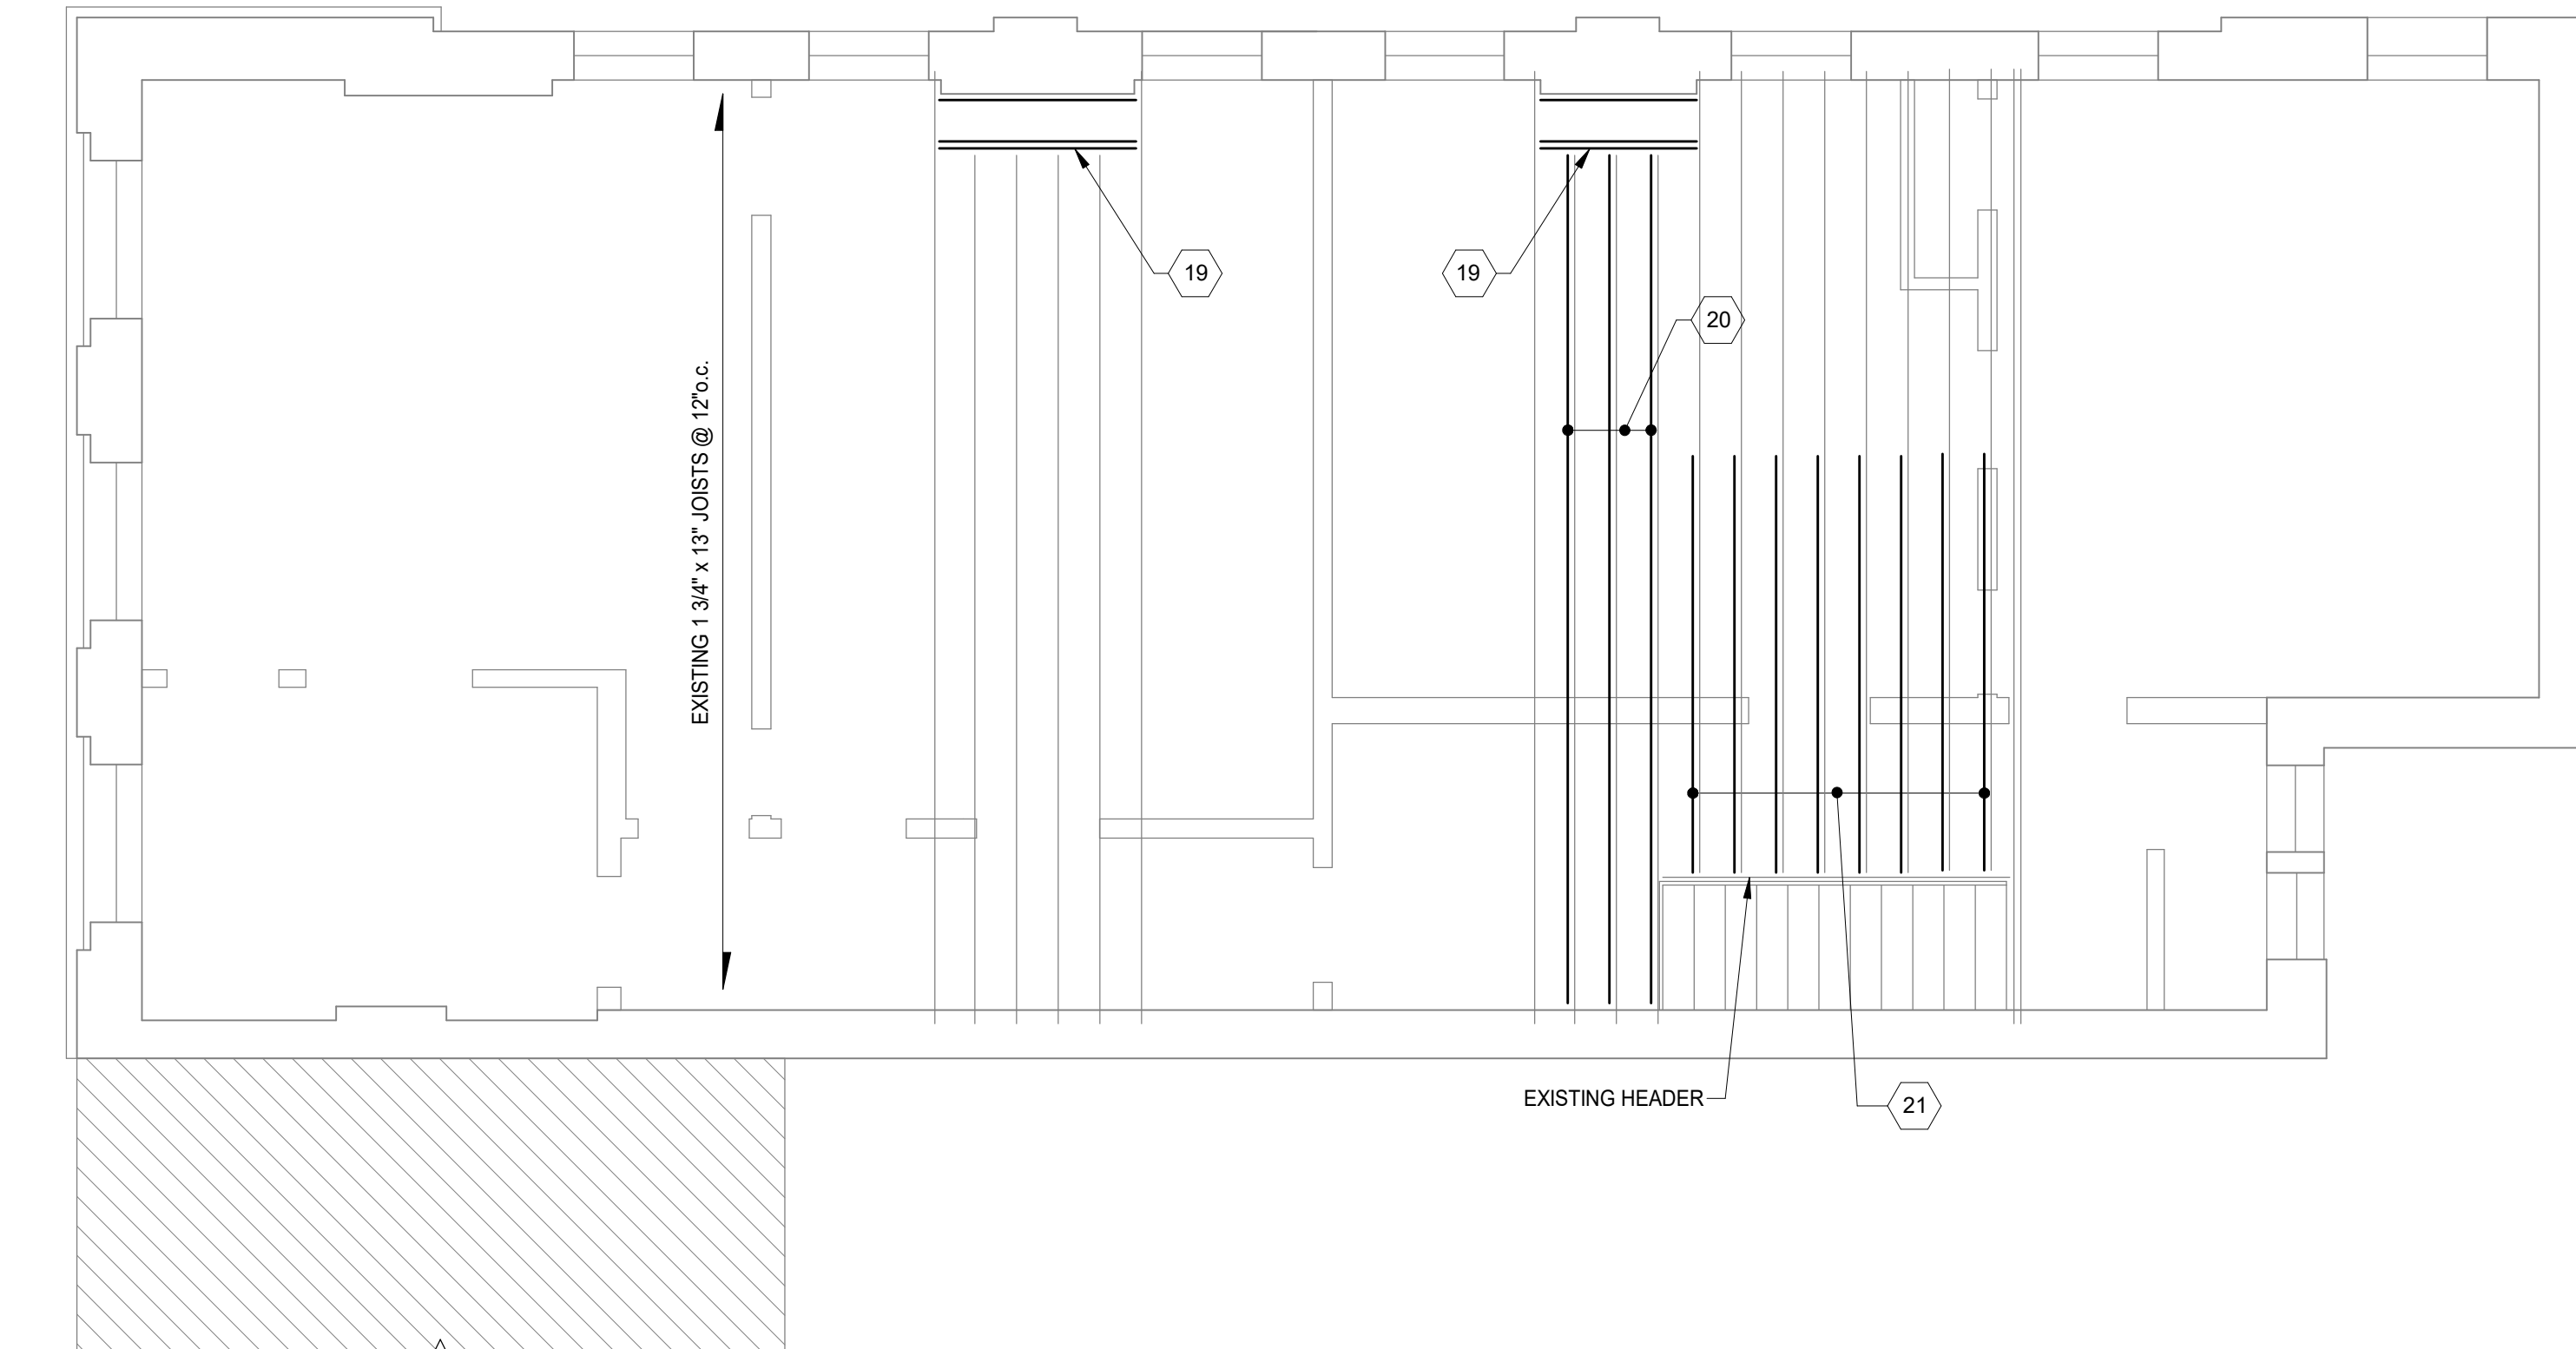 19
19
20
EXISTING 1 3/4" x 13" JOISTS @ 12"o.c.
EXISTING HEADER
21